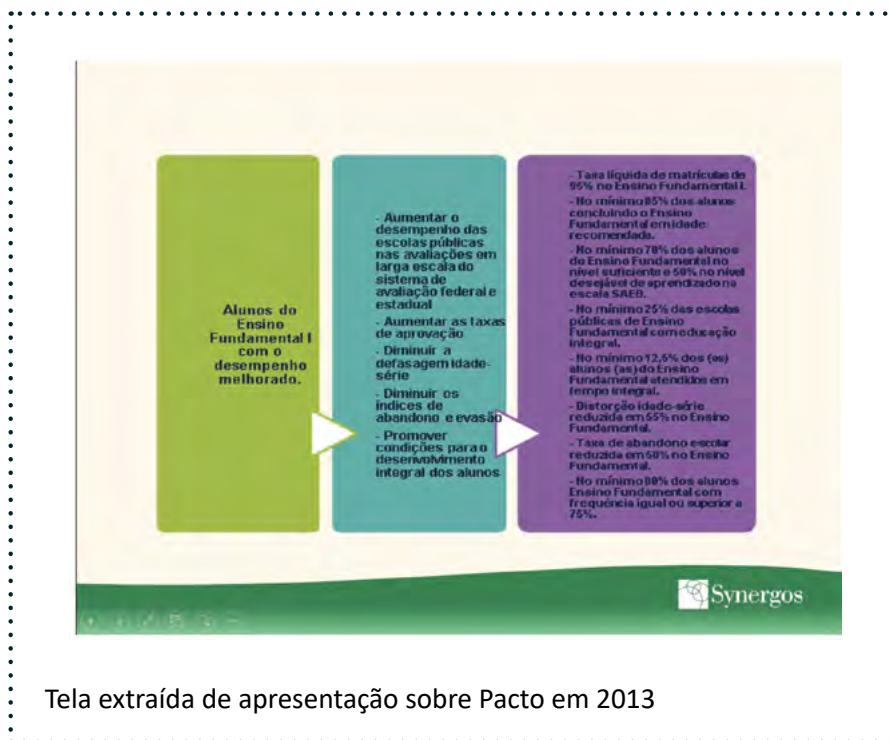 Alunos do
Ensino
Fundamental I
com o
desempenho
melhorado.
- Aumentar o
desempenho das
escolas públicas
nas avaliações em
larga escala do
sistema de
avaliação federal e
estadual
- Aumentar as taxas
de aprovação
- Diminuir a
defasagem idade-
série
- Diminuir os
índices de
abandono e evasão
- Promover
condições para o
desenvolvimento
integral dos alunos
- Taxa líquida de matrículas de
95% no Ensino Fundamental I.
- No mínimo 85% dos alunos
concluindo o Ensino
Fundamental em idade
recomendada.
- No mínimo 70% dos alunos
do Ensino Fundamental no
nível suficiente e 50% no nível
desejável de aprendizado na
escala SAEB.
- No mínimo 25% das escolas
públicas de Ensino
Fundamental com educação
integral.
- No mínimo 12,5% dos (as)
alunos (as) do Ensino
Fundamental atendidos em
tempo integral.
- Distorção idade-série
reduzida em 55% no Ensino
Fundamental.
- Taxa de abandono escolar
reduzida em 50% no Ensino
Fundamental.
- No mínimo 80% dos alunos
Ensino Fundamental com
frequência igual ou superior a
75%.
Synergos
Tela extraída de apresentação sobre Pacto em 2013